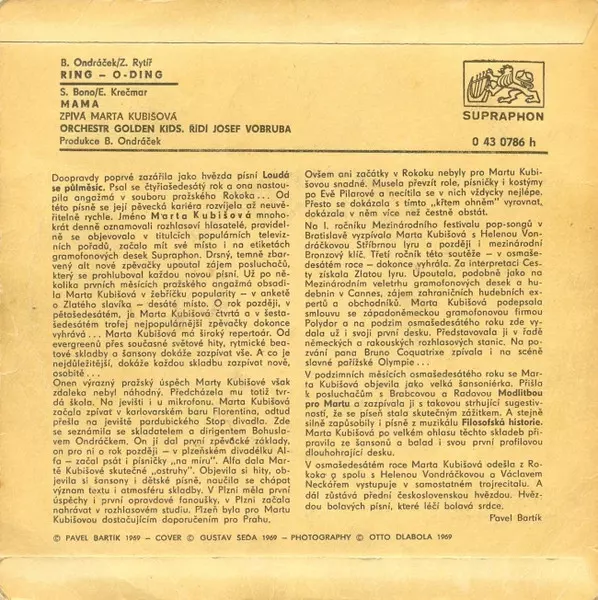 B. Ondráček/Z. Rytíř
RING – O-DING
S. Bono/E. Krečmar
MAMA
ZPÍVÁ MARTA KUBIŠOVÁ
ORCHESTR GOLDEN KIDS. ŘÍDÍ JOSEF VOBRUBA
Produkce B. Ondráček
SUPRAPHON
0 43 0786 h
Doopravdy poprvé zazářila jako hvězda písní Loudá
se půlměsíc. Psal se čtyřiašedesátý rok a ona nastou-
pila angažmá v souboru pražského Rokoka... Od
této písně se její pěvecká kariéra rozvíjela až neuvě-
řitelně rychle. Jméno Marta Kubišová mnoho-
krát denně oznamovali rozhlasoví hlasatelé, pravidel-
ně se objevovalo v titulcích populárních televiz-
ních pořadů, začala mít své místo i na etiketách
gramofonových desek Supraphon. Drsný, temně zbar-
vený alt nové zpěvačky upoutal zájem posluchačů,
který se prohluboval každou novou písní. Už po ně-
kolika prvních měsících pražského angažmá obsadi-
la Marta Kubišová v žebříčku popularity – v anketě
o Zlatého slavíka – desáté místo. O rok později, v
pětašedesátém, je Marta Kubišová čtvrtá a v šesta-
šedesátém trofej nejpopulárnější zpěvačky dokonce
vyhrává... Marta Kubišová má široký repertoár. Od
evergreenů přes současné světové hity, rytmické bea-
tové skladby a šansony dokáže zazpívat vše. A co je
nejdůležitější, dokáže každou skladbu zazpívat nově,
osobitě...
Onen výrazný pražský úspěch Marty Kubišové však
zdaleka nebyl náhodný. Předcházela mu totiž tvr-
dá škola. Na jevišti i u mikrofonu. Marta Kubišová
začala zpívat v karlovarském baru Florentina, odtud
přešla na jeviště pardubického Stop divadla. Zde
se seznámila se skladatelem a dirigentem Bohusla-
vem Ondráčkem. On jí dal první zpěvácké základy,
on pro ni o rok později – v plzeňském divadélku Al-
fa – začal psát i písničky „na míru". Alfa dala Mar-
tě Kubišové skutečné „ostruhy". Objevila si hity, ob-
jevila si šansony i dětské písně, naučila se chápat
význam textu i atmosféru skladby. V Plzni měla první
úspěchy i první opravdové fanoušky, v Plzni začala
nahrávat v rozhlasovém studiu. Plzeň byla pro Martu
Kubišovou dostačujícím doporučením pro Prahu.
Ovšem ani začátky v Rokoku nebyly pro Martu Kubi-
šovou snadné. Musela převzít role, písničky i kostýmy
po Evě Pilarové a necítila se v nich vždycky nejlépe.
Přesto se dokázala s tímto „křtem ohněm" vyrovnat,
dokázala v něm více než čestně obstát.
Na I. ročníku Mezinárodního festivalu pop-songů v
Bratislavě vyzpívala Marta Kubišová s Helenou Von-
dráčkovou Stříbrnou lyru a později i mezinárodní
Bronzový klíč. Třetí ročník této soutěže – v osmaše-
desátém roce – dokonce vyhrála. Za interpretaci Ces-
ty získala Zlatou lyru. Upoutala, podobně jako na
Mezinárodním veletrhu gramofonových desek a hu-
debnin v Cannes, zájem zahraničních hudebních ex-
pertů a obchodníků. Marta Kubišová podepsala
smlouvu se západoněmeckou gramofonovou firmou
Polydor a na podzim osmašedesátého roku zde vy-
dala už i svoji první desku. Představovala ji v řadě
německých a rakouských rozhlasových stanic. Na po-
zvání pana Bruno Coquatrixe zpívala i na scéně
slavné pařížské Olympie...
V podzimních měsících osmašedesátého roku se Mar-
ta Kubišová objevila jako velká šansoniérka. Přišla
k posluchačům s Brabcovou a Radovou Modlitbou
pro Martu a zazpívala ji s takovou strhující sugestiv-
ností, že se píseň stala skutečným zážitkem. A stejně
silně zapůsobily i písně z muzikálu Filosofská historie.
Marta Kubišová po velkém ohlasu těchto skladeb při-
pravila ze šansonů a balad i svou první profilovou
dlouhohrající desku.
V osmašedesátém roce Marta Kubišová odešla z Ro-
koka a spolu s Helenou Vondráčkovou a Václavem
Neckářem vystupuje v samostatném trojrecitalu. A
dál zůstává přední československou hvězdou. Hvěz-
dou bolavých písní, které léčí bolavá srdce.
Pavel Bartík
© PAVEL BARTÍK 1969 – COVER © GUSTAV ŠEDA 1969 – PHOTOGRAPHY © OTTO DLABOLA 1969